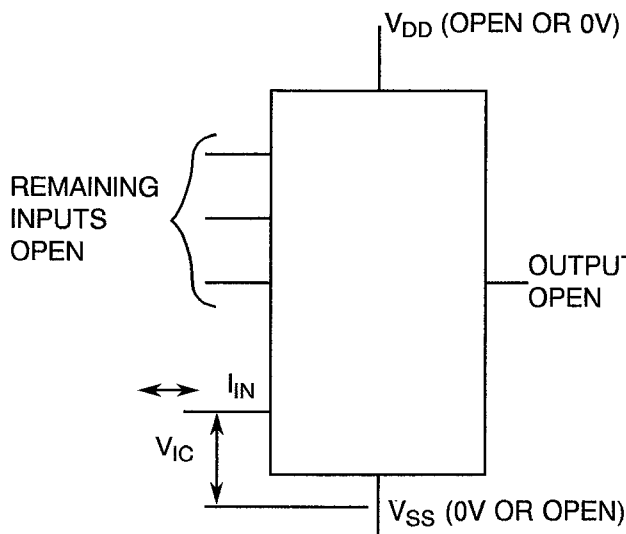 VDD (OPEN OR 0V)
REMAINING
INPUTS
OPEN
OUTPUT
OPEN
IIN
VIC
VSS (0V OR OPEN)